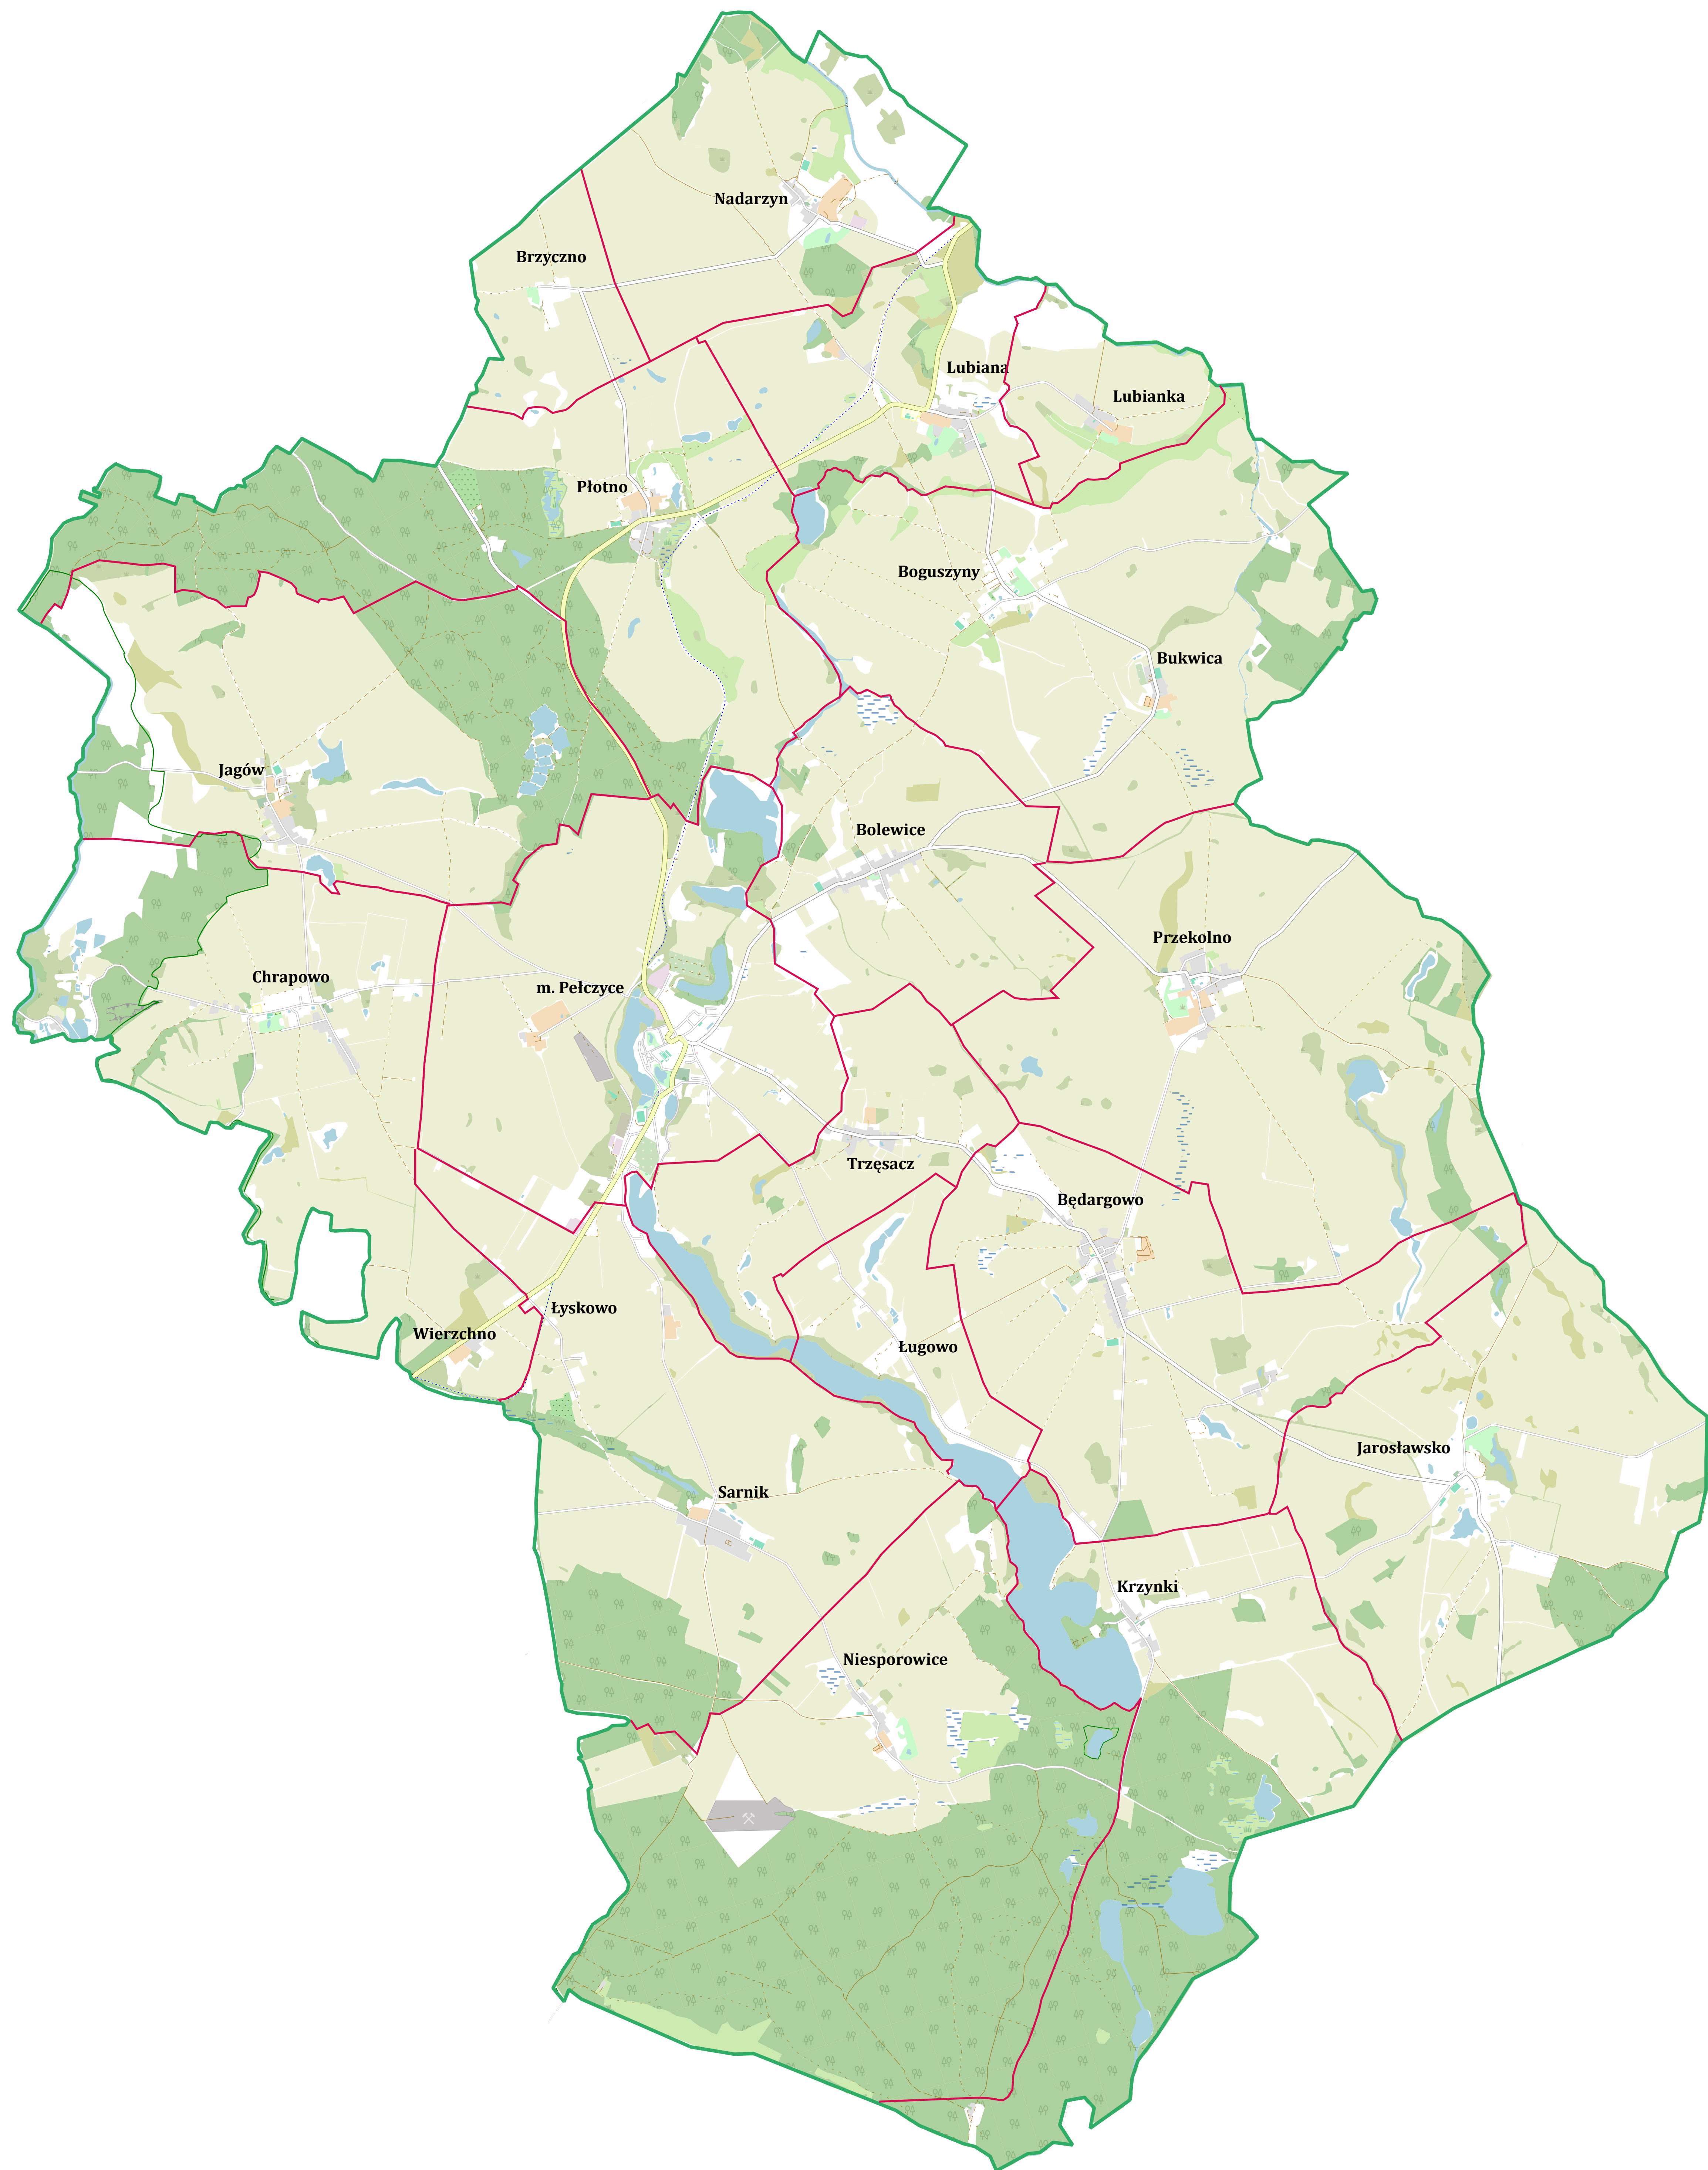 Nadarzyn
Brzyczno
Lubiana
Lubianka
Płotno
Boguszyny
Bukwica
Jagów
Bolewice
Przekolno
Chrapowo
m. Pełczyce
Trzęsacz
Będargowo
Łyskowo
Wierzchno
Ługowo
Jarosławsko
Sarnik
Krzynki
Niesporowice